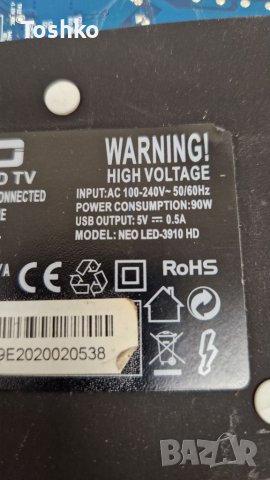 Toshko
O
D TV
ONNECTED
E
WARNING!
HIGH VOLTAGE
INPUT:AC 100-240V~ 50/60Hz
POWER CONSUMPTION:90W
USB OUTPUT: 5V ⎓ 0.5A
MODEL: NEO LED-3910 HD
/A
CE
RoHS
9E2020020538
BAZAR